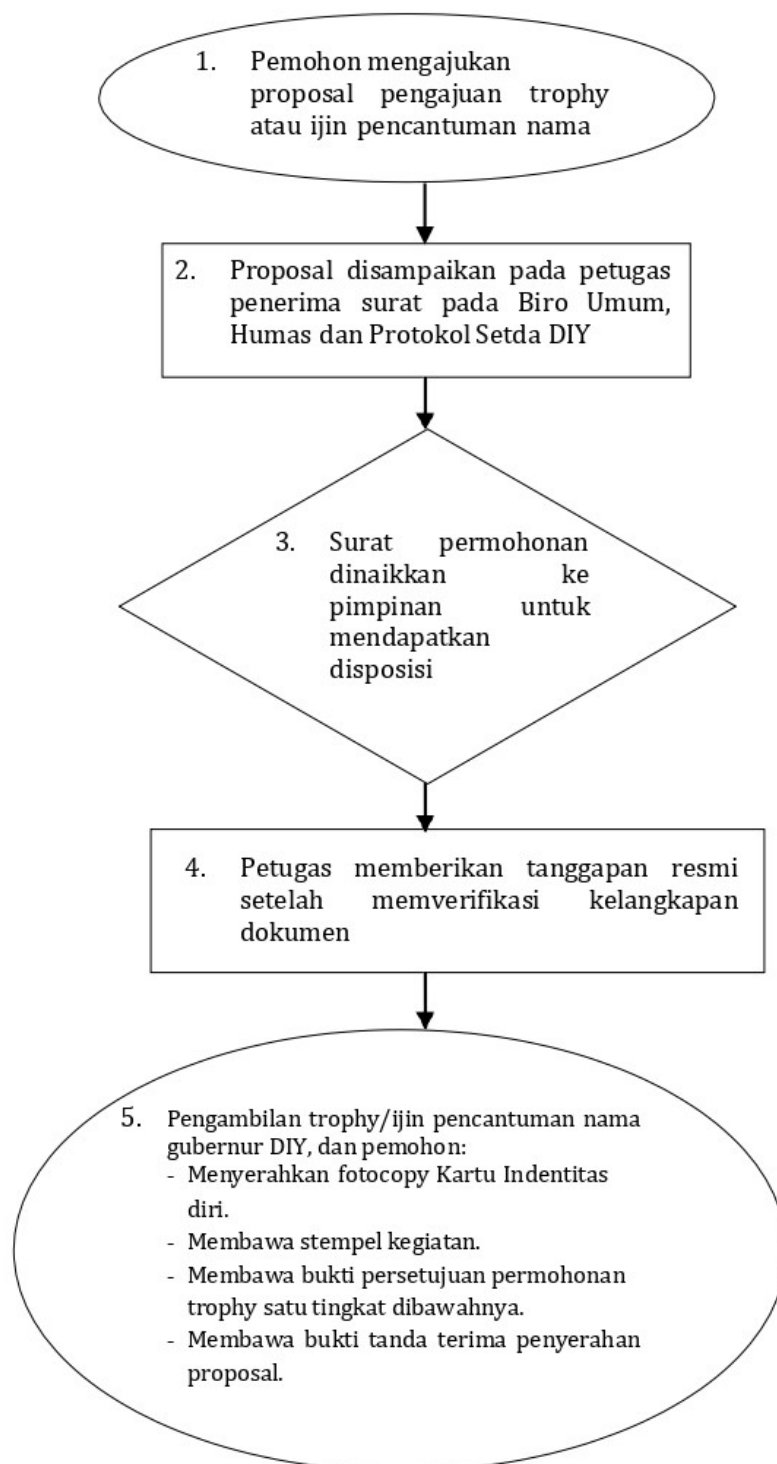 1. Pemohon mengajukan
proposal pengajuan trophy
atau ijin pencantuman nama
2. Proposal disampaikan pada petugas
penerima surat pada Biro Umum,
Humas dan Protokol Setda DIY
3. Surat permohonan
dinaikkan ke
pimpinan untuk
mendapatkan
disposisi
4. Petugas memberikan tanggapan resmi
setelah memverifikasi kelangkapan
dokumen
5. Pengambilan trophy/ijin pencantuman nama
gubernur DIY, dan pemohon:
- Menyerahkan fotocopy Kartu Indentitas
diri.
- Membawa stempel kegiatan.
- Membawa bukti persetujuan permohonan
trophy satu tingkat dibawahnya.
- Membawa bukti tanda terima penyerahan
proposal.